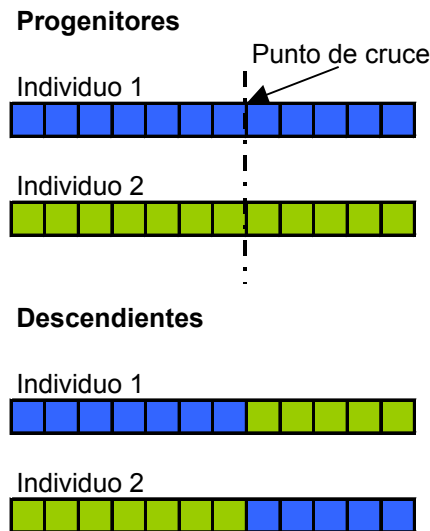 Progenitores
Punto de cruce
Individuo 1
Individuo 2
Descendientes
Individuo 1
Individuo 2